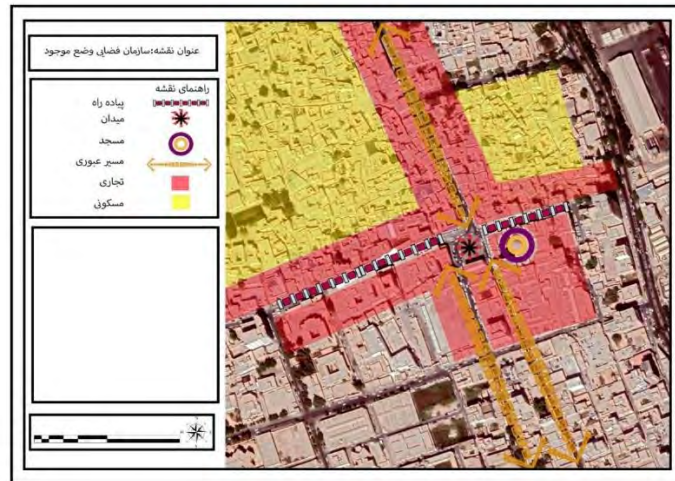 عنوان نقشه:سازمان فضایی وضع موجود
راهنمای نقشه
پیاده راه
میدان
مسجد
مسیر عبوری
تجاری
مسکونی